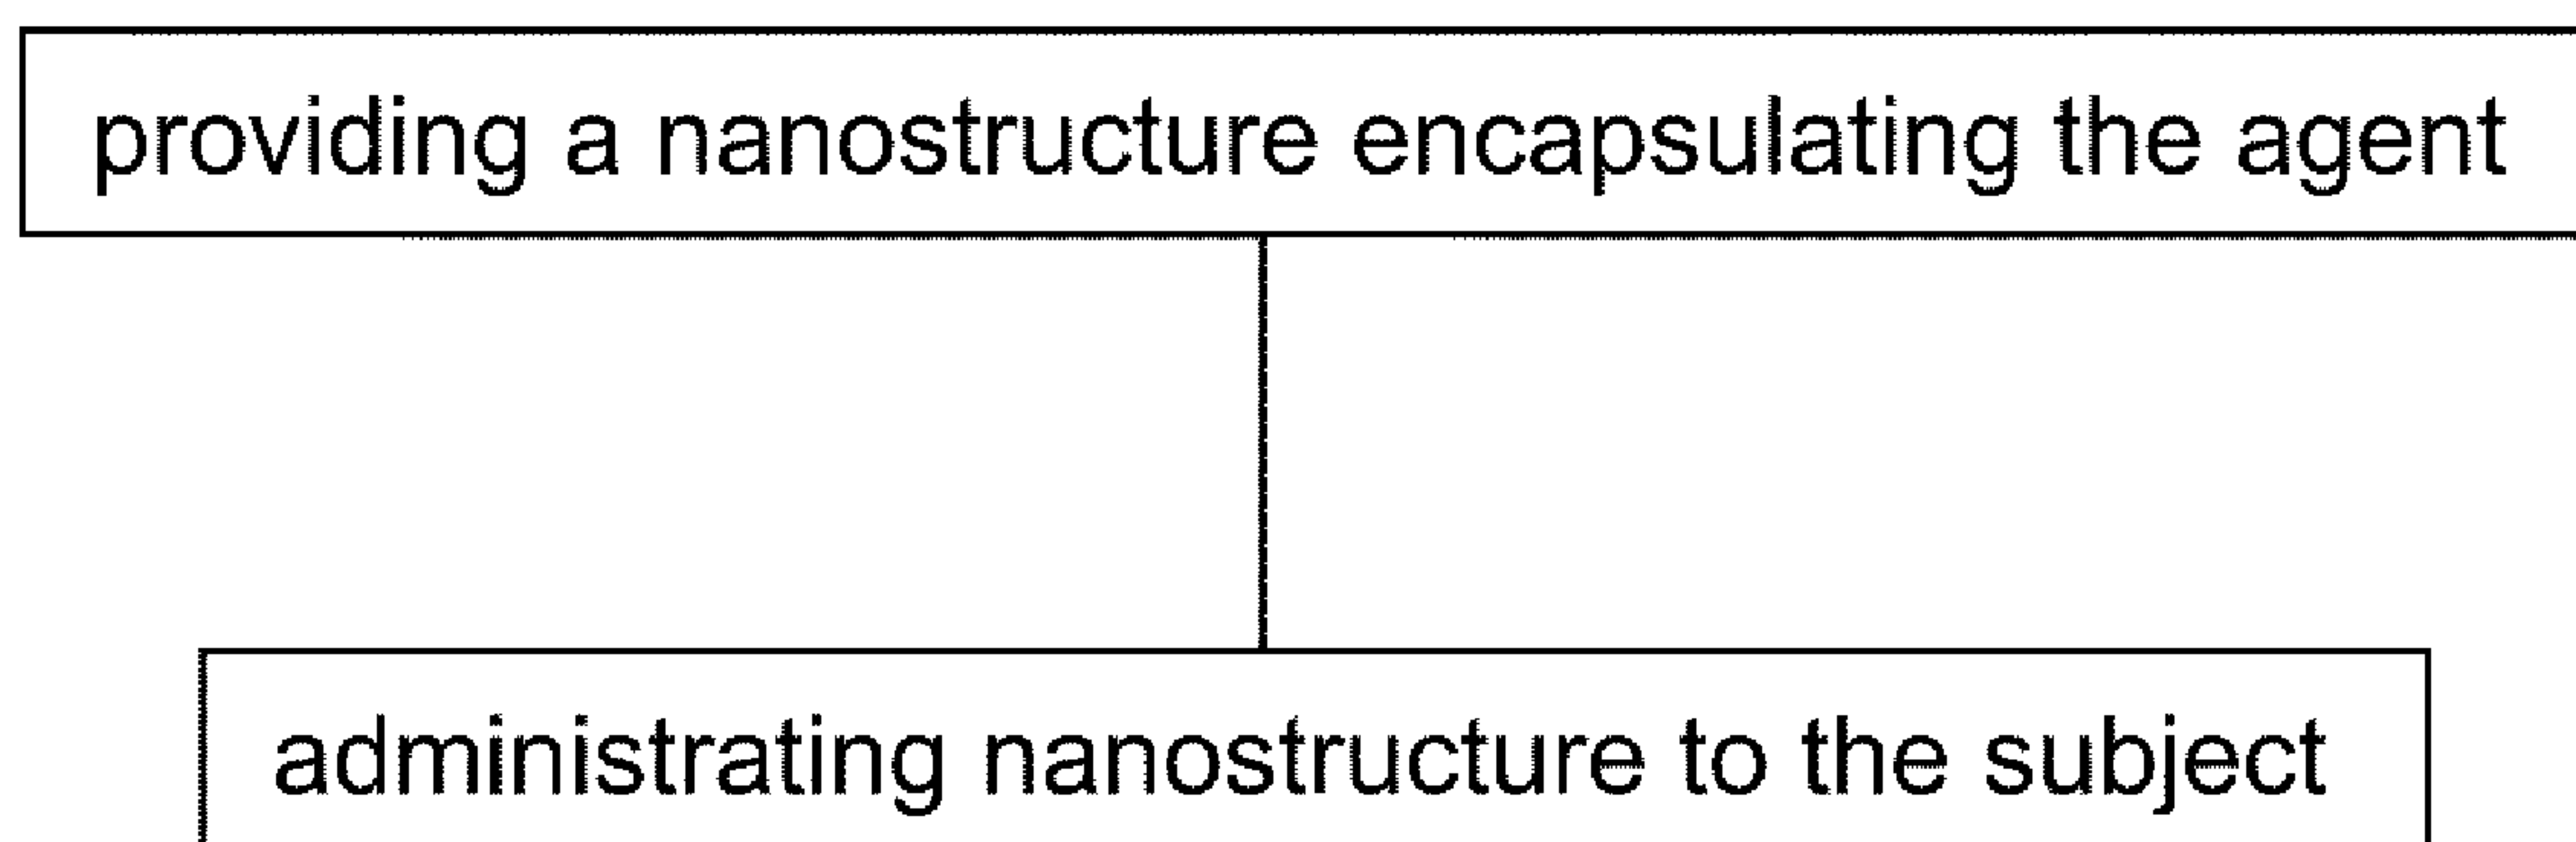 providing a nanostructure encapsulating the agent
administrating nanostructure to the subject